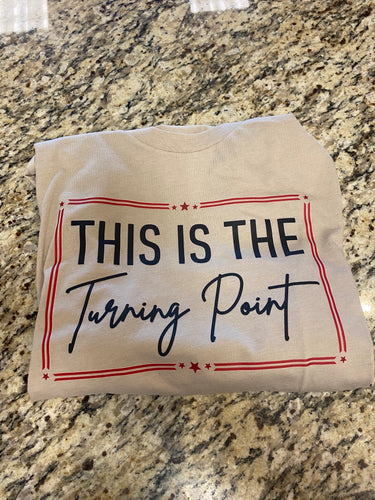 THIS IS THE
Turning Point